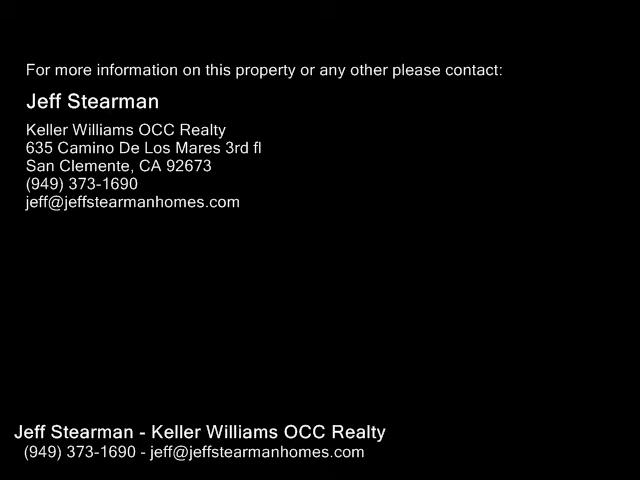 For more information on this property or any other please contact:
Jeff Stearman
Keller Williams OCC Realty
635 Camino De Los Mares 3rd fl
San Clemente, CA 92673
(949) 373-1690
jeff@jeffstearmanhomes.com
Jeff Stearman - Keller Williams OCC Realty
(949) 373-1690 - jeff@jeffstearmanhomes.com